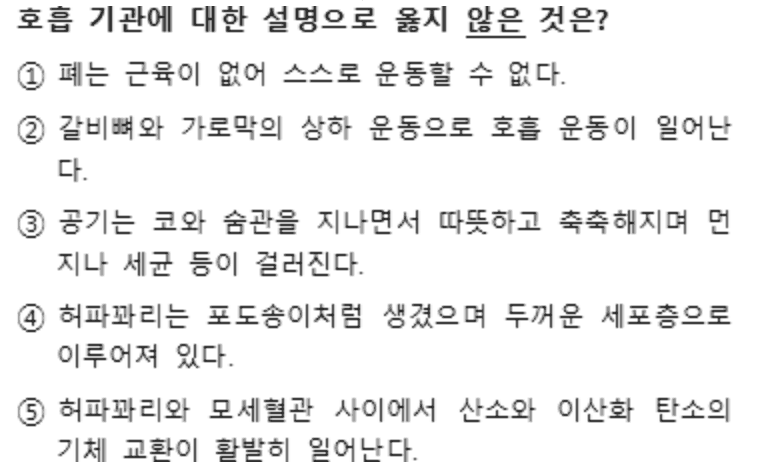 호흡 기관에 대한 설명으로 옳지 않은 것은?
① 폐는 근육이 없어 스스로 운동할 수 없다.
② 갈비뼈와 가로막의 상하 운동으로 호흡 운동이 일어난
다.
③ 공기는 코와 숨관을 지나면서 따뜻하고 축축해지며 먼
지나 세균 등이 걸러진다.
④ 허파꽈리는 포도송이처럼 생겼으며 두꺼운 세포층으로
이루어져 있다.
⑤ 허파꽈리와 모세혈관 사이에서 산소와 이산화 탄소의
기체 교환이 활발히 일어난다.